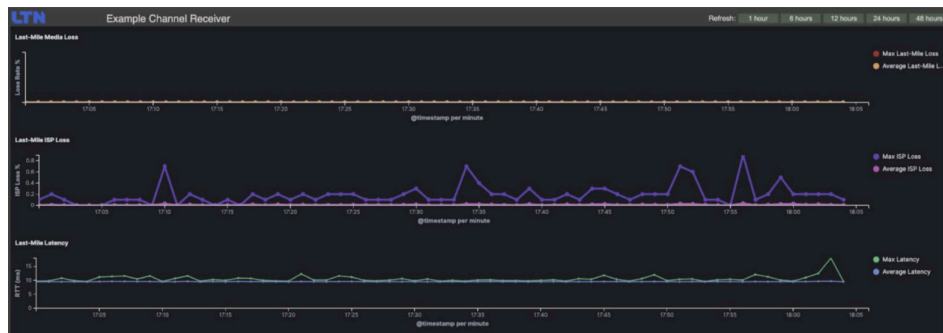 LTN Example Channel Receiver Refresh: 1 hour 6 hours 12 hours 24 hours 48 hours
Last-Mile Media Loss
Loss Rate %
Max Last-Mile Loss
Average Last-Mile L...
17:05 17:10 17:15 17:20 17:25 17:30 17:35 17:40 17:45 17:50 17:55 18:00 18:05
@timestamp per minute
Last-Mile ISP Loss
ISP Loss %
0.8
0.6
0.4
0.2
0
Max ISP Loss
Average ISP Loss
17:05 17:10 17:15 17:20 17:25 17:30 17:35 17:40 17:45 17:50 17:55 18:00 18:05
@timestamp per minute
Last-Mile Latency
RTT (ms)
15
10
5
0
Max Latency
Average Latency
17:05 17:10 17:15 17:20 17:25 17:30 17:35 17:40 17:45 17:50 17:55 18:00 18:05
@timestamp per minute